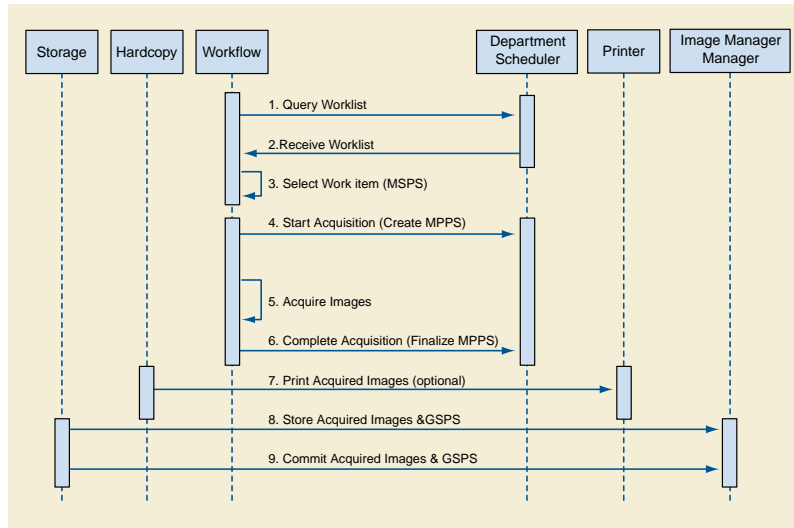 Storage
Hardcopy
Workflow
Department
Scheduler
Printer
Image Manager
Manager
1. Query Worklist
2.Receive Worklist
3. Select Work item (MSPS)
4. Start Acquisition (Create MPPS)
5. Acquire Images
6. Complete Acquisition (Finalize MPPS)
7. Print Acquired Images (optional)
8. Store Acquired Images &GSPS
9. Commit Acquired Images & GSPS